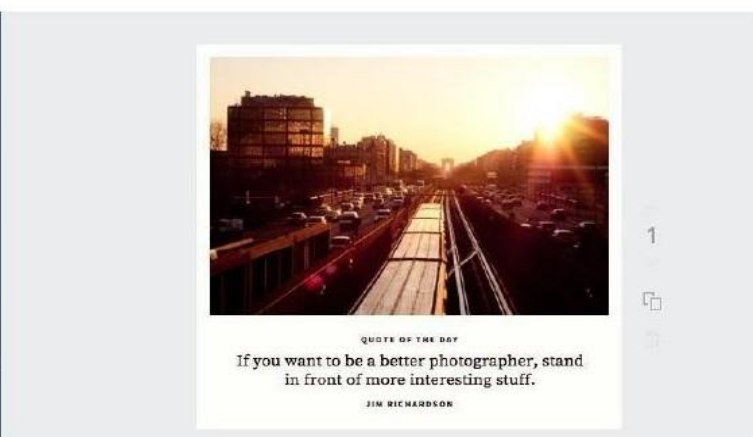 QUOTE OF THE DAY
If you want to be a better photographer, stand
in front of more interesting stuff.
JIM RICHARDSON
1